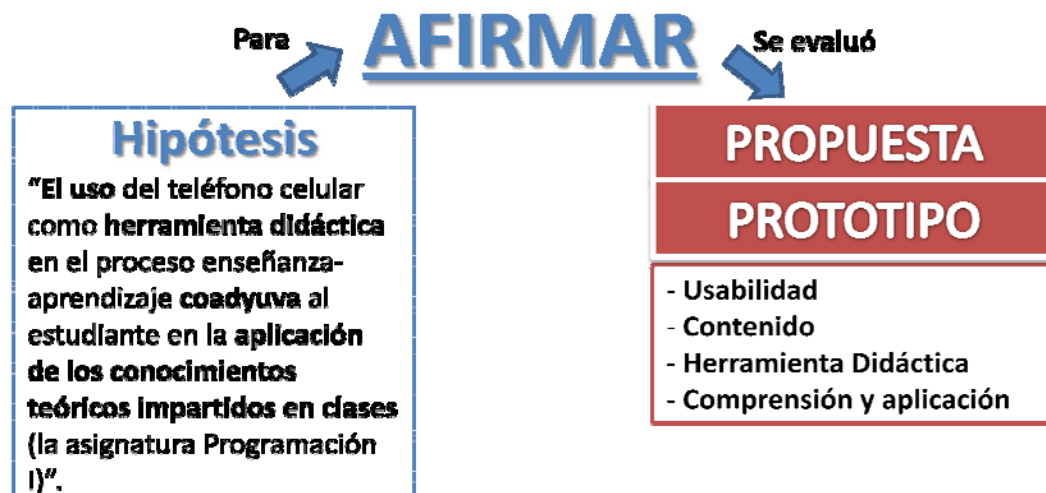 Para
AFIRMAR
Se evaluó
Hipótesis
"El uso del teléfono celular
como herramienta didáctica
en el proceso enseñanza-
aprendizaje coadyuva al
estudiante en la aplicación
de los conocimientos
teóricos impartidos en clases
(la asignatura Programación
I)".
PROPUESTA
PROTOTIPO
- Usabilidad
- Contenido
- Herramienta Didáctica
- Comprensión y aplicación